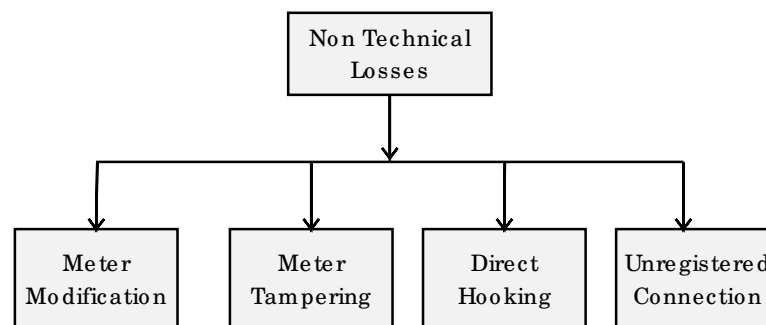 Non Technical
Losses
Meter
Modification
Meter
Tampering
Direct
Hooking
Unregistered
Connection